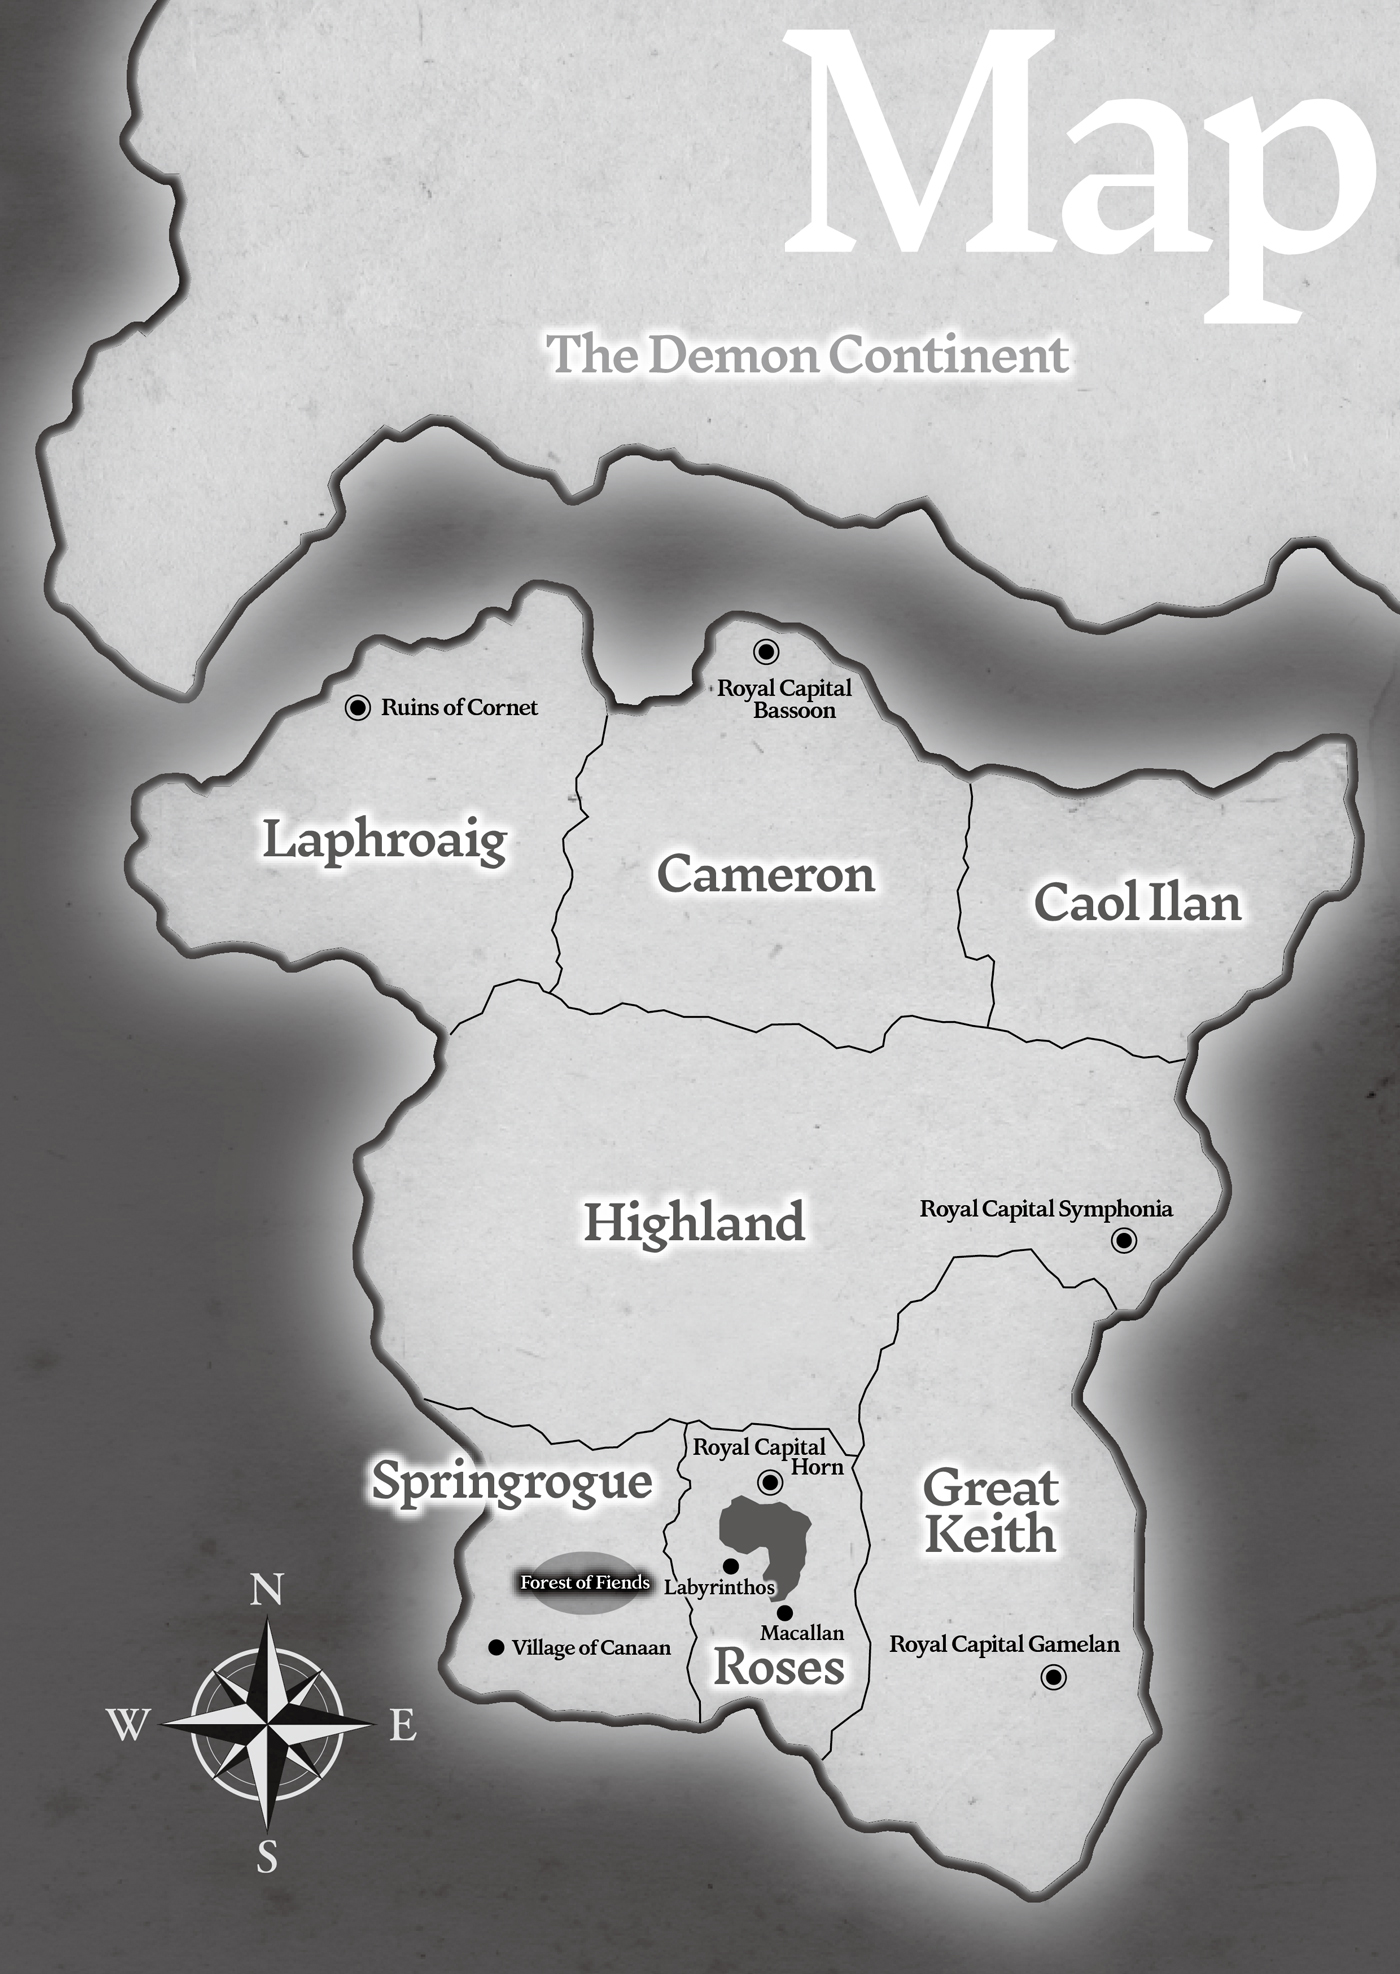 Map
The Demon Continent
Royal Capital
Bassoon
Ruins of Cornet
Laphroaig
Cameron
Caol Ilan
Highland
Royal Capital Symphonia
Royal Capital
Horn
Springrogue
Great
Keith
Forest of Fiends
Labyrinthos
Macallan
Village of Canaan
Roses
Royal Capital Gamelan
N
W
E
S